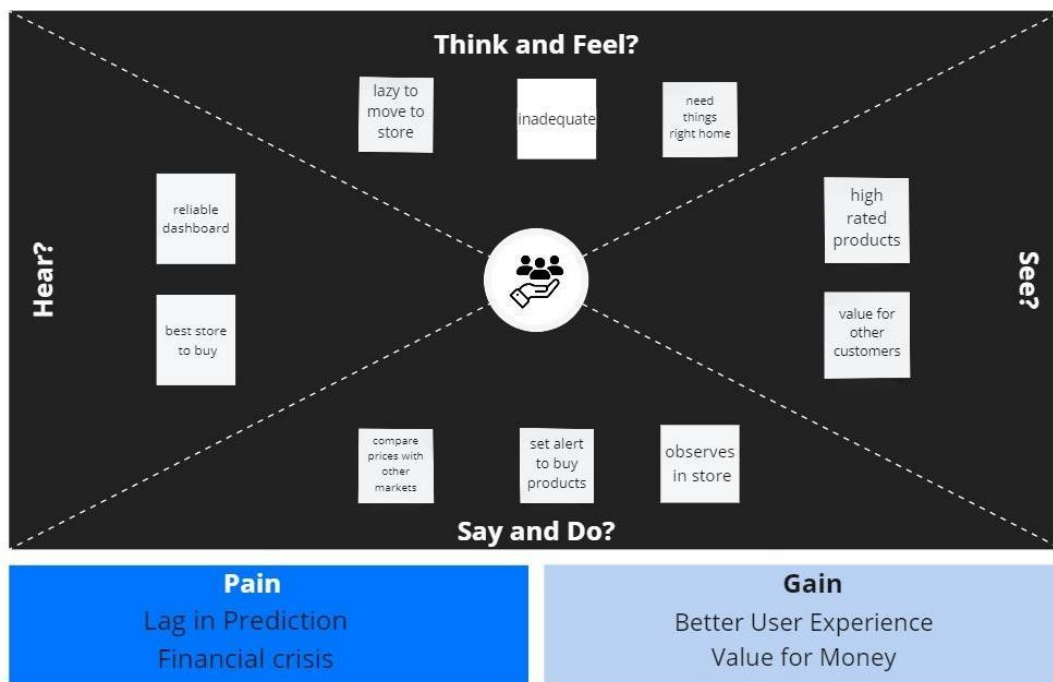 Think and Feel?
lazy to
move to
store
inadequate
need
things
right home
Hear?
reliable
dashboard
best store
to buy
See?
high
rated
products
value for
other
customers
compare
prices with
other
markets
set alert
to buy
products
observes
in store
Say and Do?
Pain
Lag in Prediction
Financial crisis
Gain
Better User Experience
Value for Money